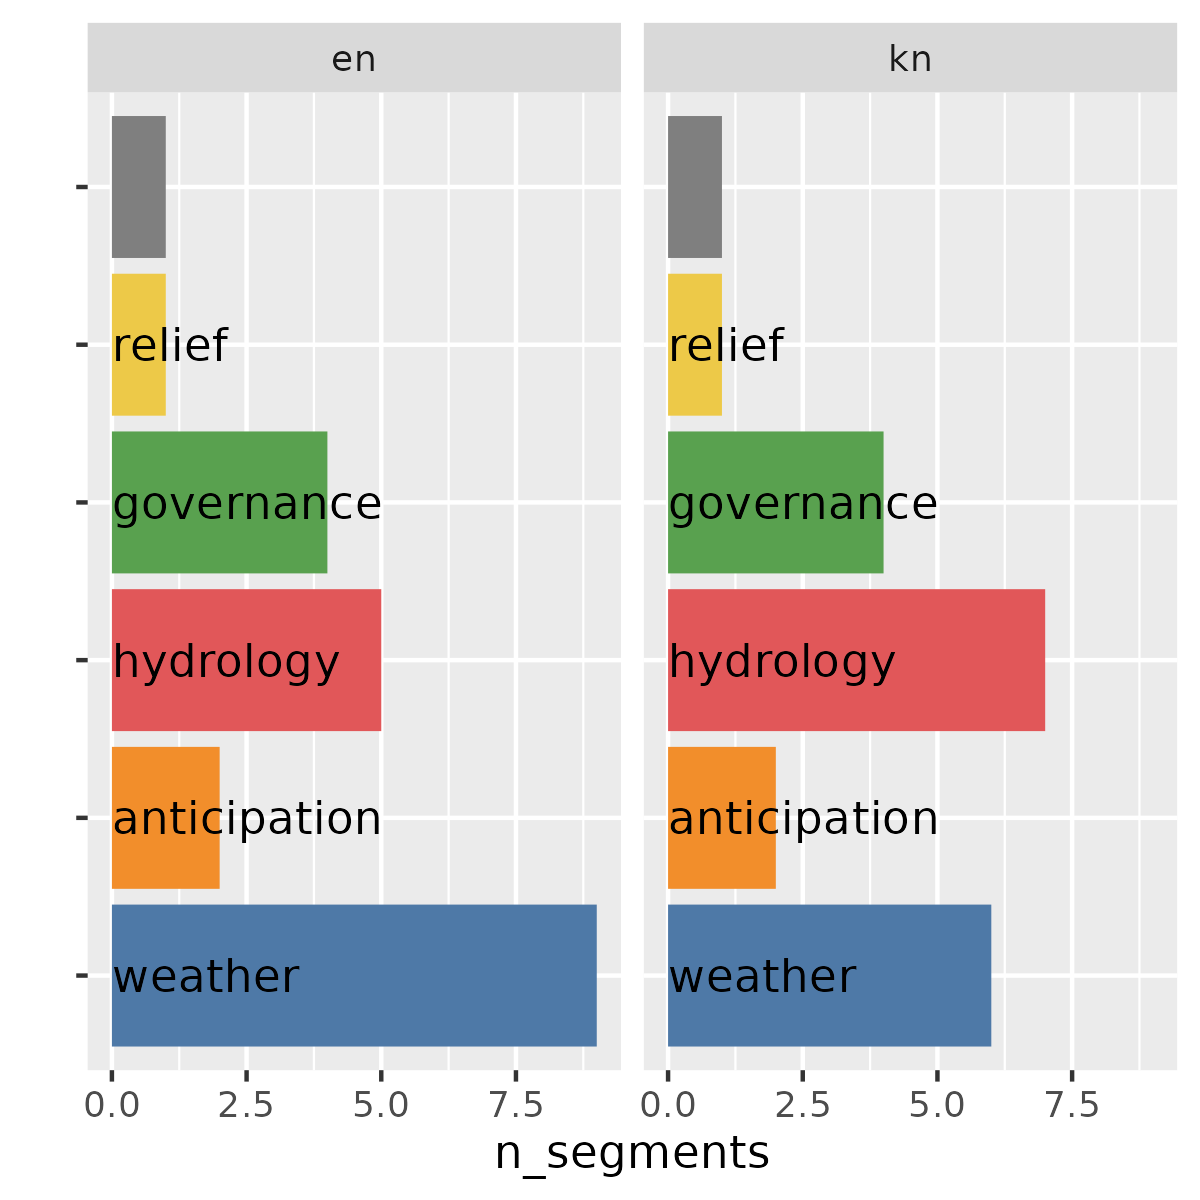 en
kn
relief
relief
governance
governance
hydrology
hydrology
anticipation
anticipation
weather
weather
0.0 2.5 5.0 7.5
0.0 2.5 5.0 7.5
n_segments